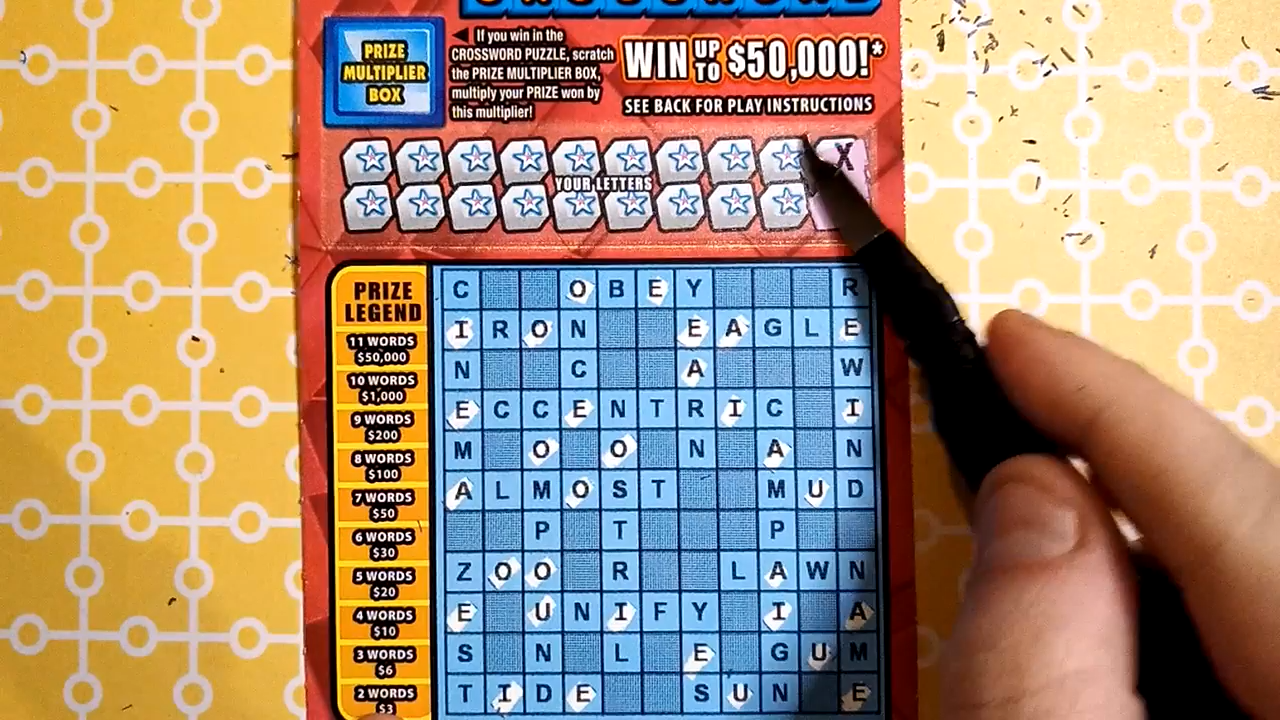 CROSSWORD
PRIZE
MULTIPLIER
BOX
If you win in the
CROSSWORD PUZZLE, scratch
the PRIZE MULTIPLIER BOX,
multiply your PRIZE won by
this multiplier!
WIN UP TO $50,000!*
SEE BACK FOR PLAY INSTRUCTIONS
X
YOUR LETTERS
PRIZE
LEGEND
11 WORDS
$50,000
10 WORDS
$1,000
9 WORDS
$200
8 WORDS
$100
7 WORDS
$50
6 WORDS
$30
5 WORDS
$20
4 WORDS
$10
3 WORDS
$6
2 WORDS
$3
C OBEY R
IRON EAGLE
N C A W
ECCENTRIC I
M O O N A N
ALMOST MUD
P T P
ZOO R LAWN
E UNIFY I A
S N L E GUM
TIDE SUN E